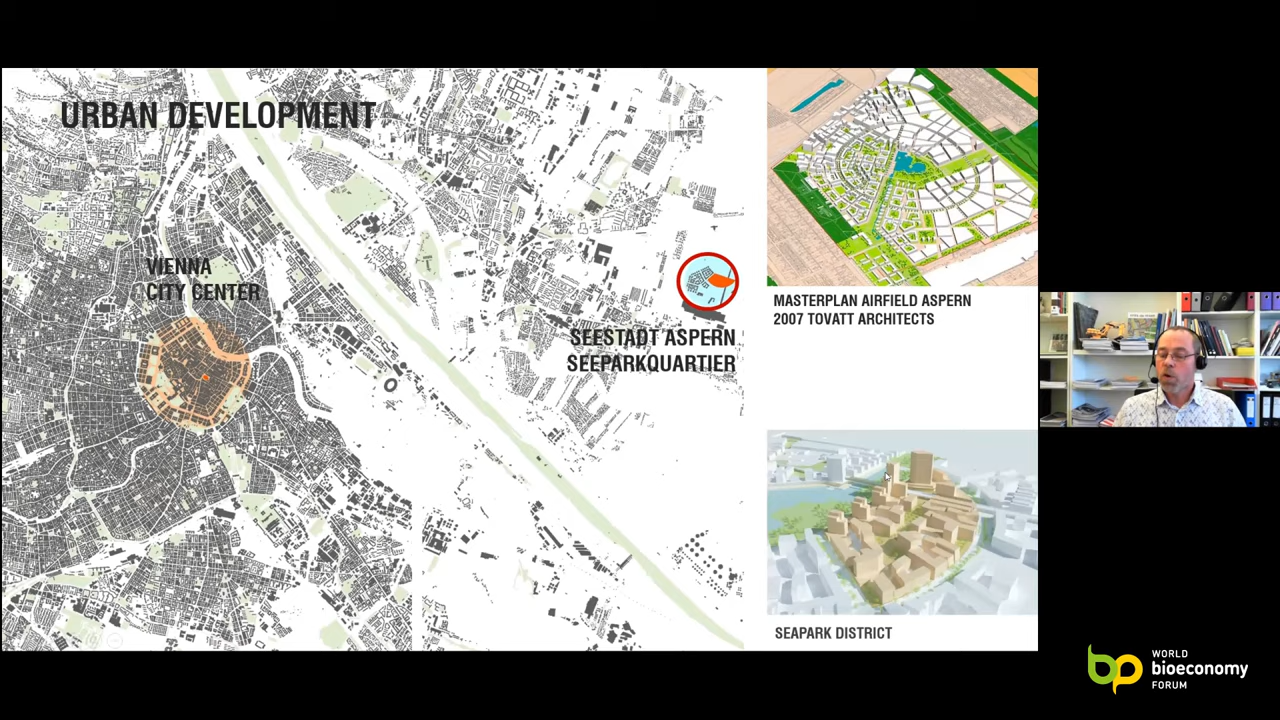 URBAN DEVELOPMENT
VIENNA
CITY CENTER
SEESTADT ASPERN
SEEPARKQUARTIER
MASTERPLAN AIRFIELD ASPERN
2007 TOVATT ARCHITECTS
SEAPARK DISTRICT
WORLD
bioeconomy
FORUM